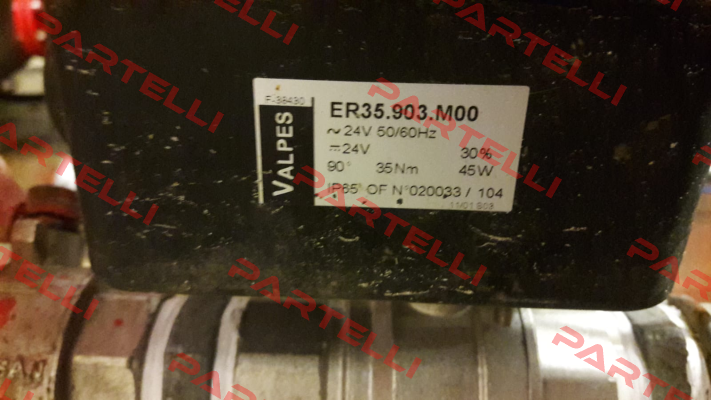 F-38430
VALPES
ER35.903.M00
~24V 50/60Hz
⎓24V 30%
90° 35Nm 45W
IP65 OF N°020033 / 104
PARTELLI
PARTELLI
PARTELLI
PARTELLI
PARTELLI
PARTELLI
PARTELLI
PARTELLI
PARTELLI
PARTELLI
PARTELLI